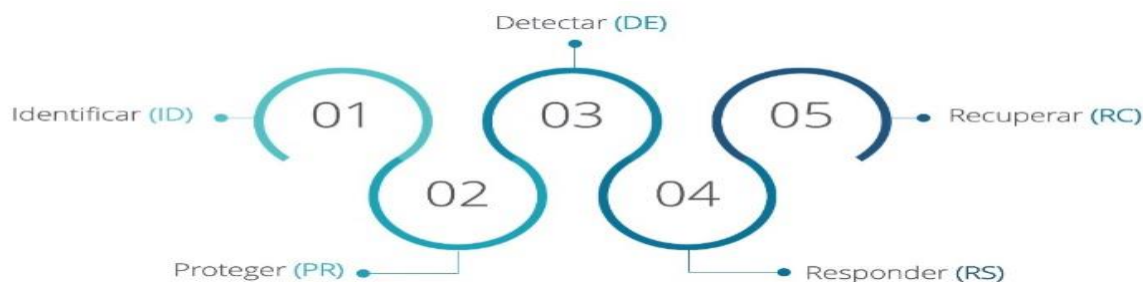 Identificar (ID)
01
Proteger (PR)
02
Detectar (DE)
03
Responder (RS)
04
Recuperar (RC)
05